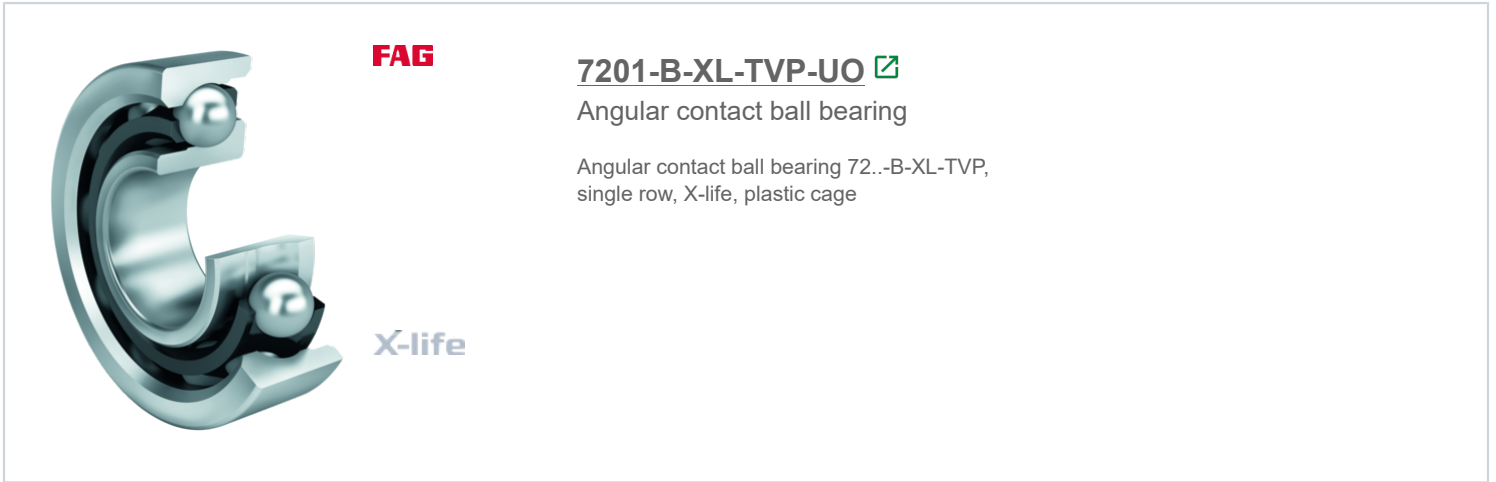 FAG
7201-B-XL-TVP-UO
Angular contact ball bearing
Angular contact ball bearing 72..-B-XL-TVP,
single row, X-life, plastic cage
X-life